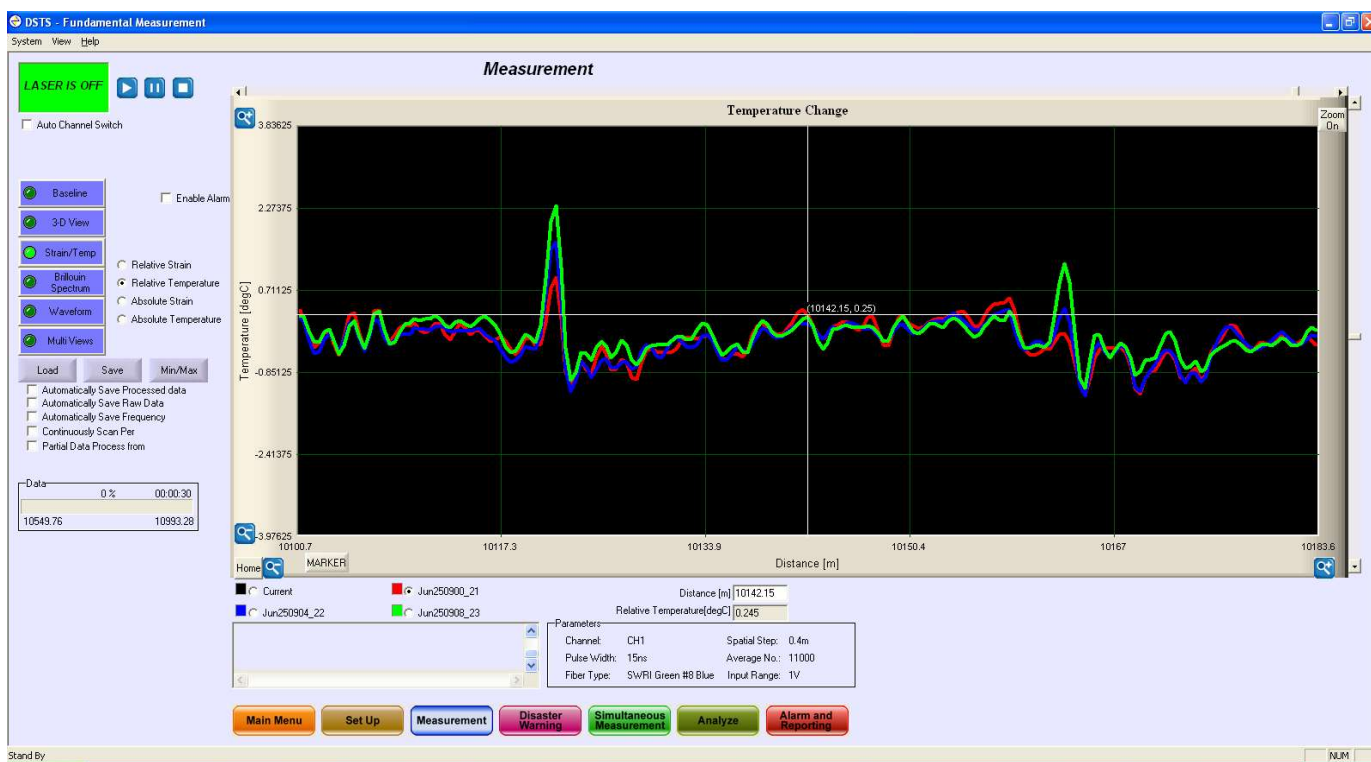 DSTS - Fundamental Measurement
System View Help
LASER IS OFF
Measurement
Auto Channel Switch
Temperature Change
Zoom On
3.83625
2.27375
0.71125
-0.85125
-2.41375
-3.97625
Temperature [degC]
(10142.15, 0.25)
10100.7 10117.3 10133.9 10150.4 10167 10183.6
Home
MARKER
Distance [m]
Baseline
Enable Alarm
3-D View
Strain/Temp
Brillouin
Spectrum
Waveform
Multi Views
Relative Strain
Relative Temperature
Absolute Strain
Absolute Temperature
Load Save Min/Max
Automatically Save Processed data
Automatically Save Raw Data
Automatically Save Frequency
Continuously Scan Per
Partial Data Process from
Data
0 % 00:00:30
10549.76 10993.28
Current Jun250900_21
Jun250904_22 Jun250908_23
Distance [m] 10142.15
Relative Temperature[degC] 0.245
Parameters
Channel: CH1 Spatial Step: 0.4m
Pulse Width: 15ns Average No.: 11000
Fiber Type: SWRI Green #8 Blue Input Range: 1V
Main Menu
Set Up
Measurement
Disaster
Warning
Simultaneous
Measurement
Analyze
Alarm and
Reporting
Stand By
NUM